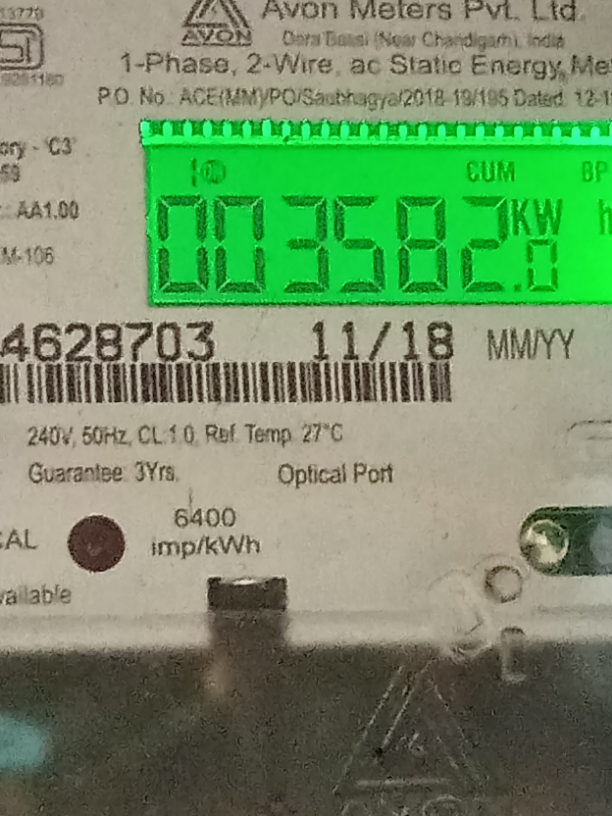 13779
AVON
Avon Meters Pvt. Ltd.
Dera Bassi (Near Chandigarh), India
1-Phase, 2-Wire, ac Static Energy Me
P.O. No.: ACE(MM)/PO/Saubhagya/2018-19/195 Dated: 12-1
ory - 'C3'
59
: AA1.00
M-106
CUM BP
003582.0 KW h
4628703 11/18 MM/YY
240V, 50Hz, CL.1.0, Ref. Temp. 27°C
Guarantee: 3Yrs. Optical Port
CAL 6400
imp/kWh
vailable